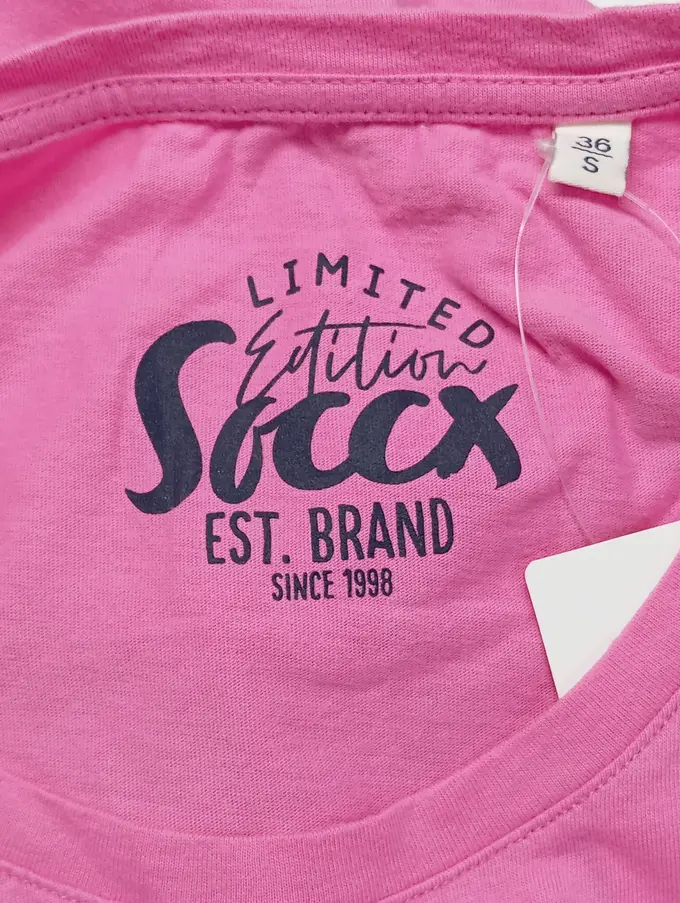 36
S
LIMITED
Edition
Soccx
EST. BRAND
SINCE 1998